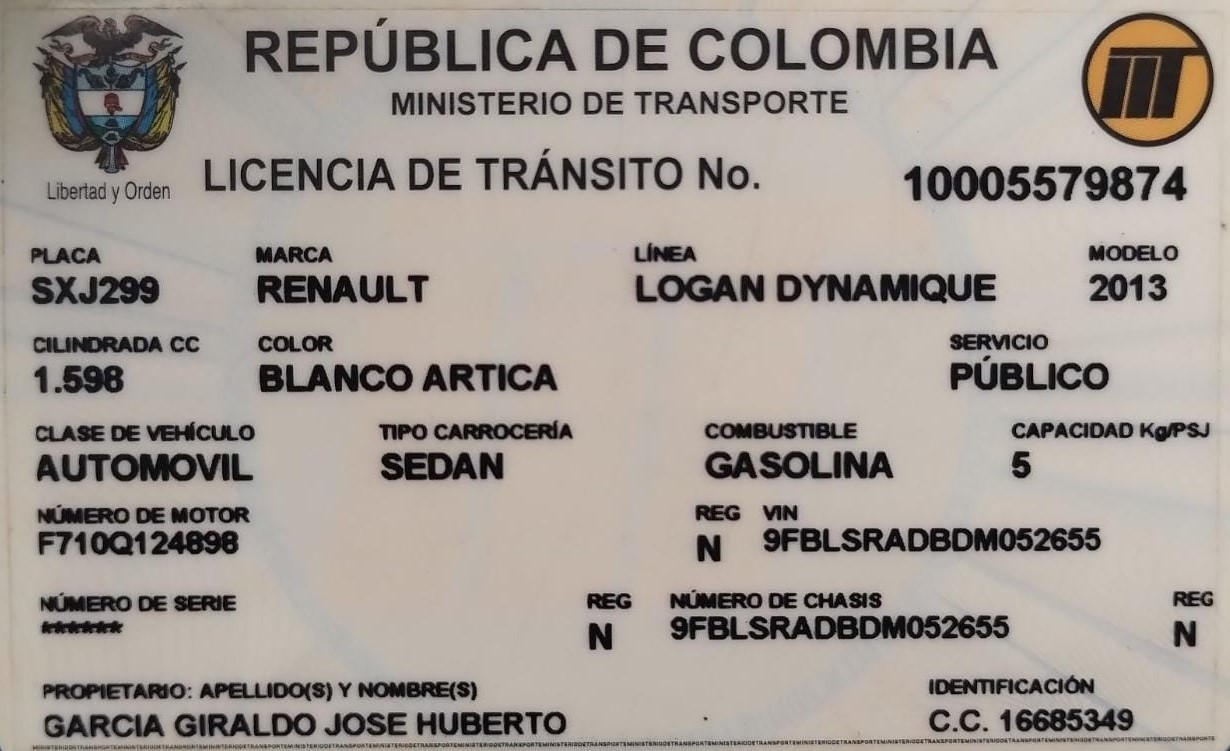 REPÚBLICA DE COLOMBIA
MINISTERIO DE TRANSPORTE
Libertad y Orden
LICENCIA DE TRÁNSITO No. 10005579874
PLACA MARCA LÍNEA MODELO
SXJ299 RENAULT LOGAN DYNAMIQUE 2013
CILINDRADA CC COLOR SERVICIO
1.598 BLANCO ARTICA PÚBLICO
CLASE DE VEHÍCULO TIPO CARROCERÍA COMBUSTIBLE CAPACIDAD Kg/PSJ
AUTOMOVIL SEDAN GASOLINA 5
NÚMERO DE MOTOR REG VIN
F710Q124898 N 9FBLSRADBDM052655
NÚMERO DE SERIE REG NÚMERO DE CHASIS REG
****** N 9FBLSRADBDM052655 N
PROPIETARIO: APELLIDO(S) Y NOMBRE(S) IDENTIFICACIÓN
GARCIA GIRALDO JOSE HUBERTO C.C. 16685349